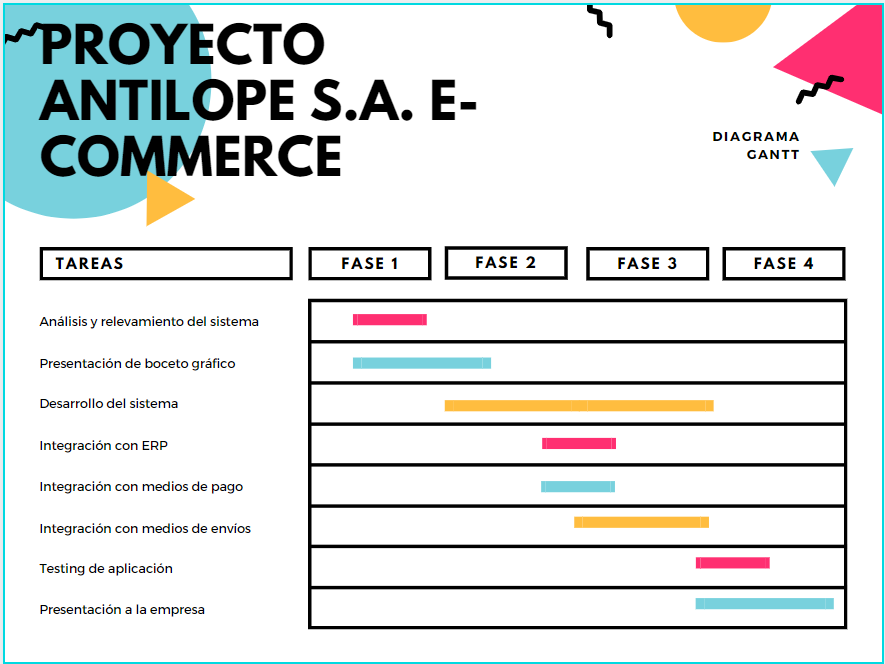 PROYECTO
ANTILOPE S.A. E-
COMMERCE
DIAGRAMA
GANTT
TAREAS FASE 1 FASE 2 FASE 3 FASE 4
Análisis y relevamiento del sistema
Presentación de boceto gráfico
Desarrollo del sistema
Integración con ERP
Integración con medios de pago
Integración con medios de envíos
Testing de aplicación
Presentación a la empresa